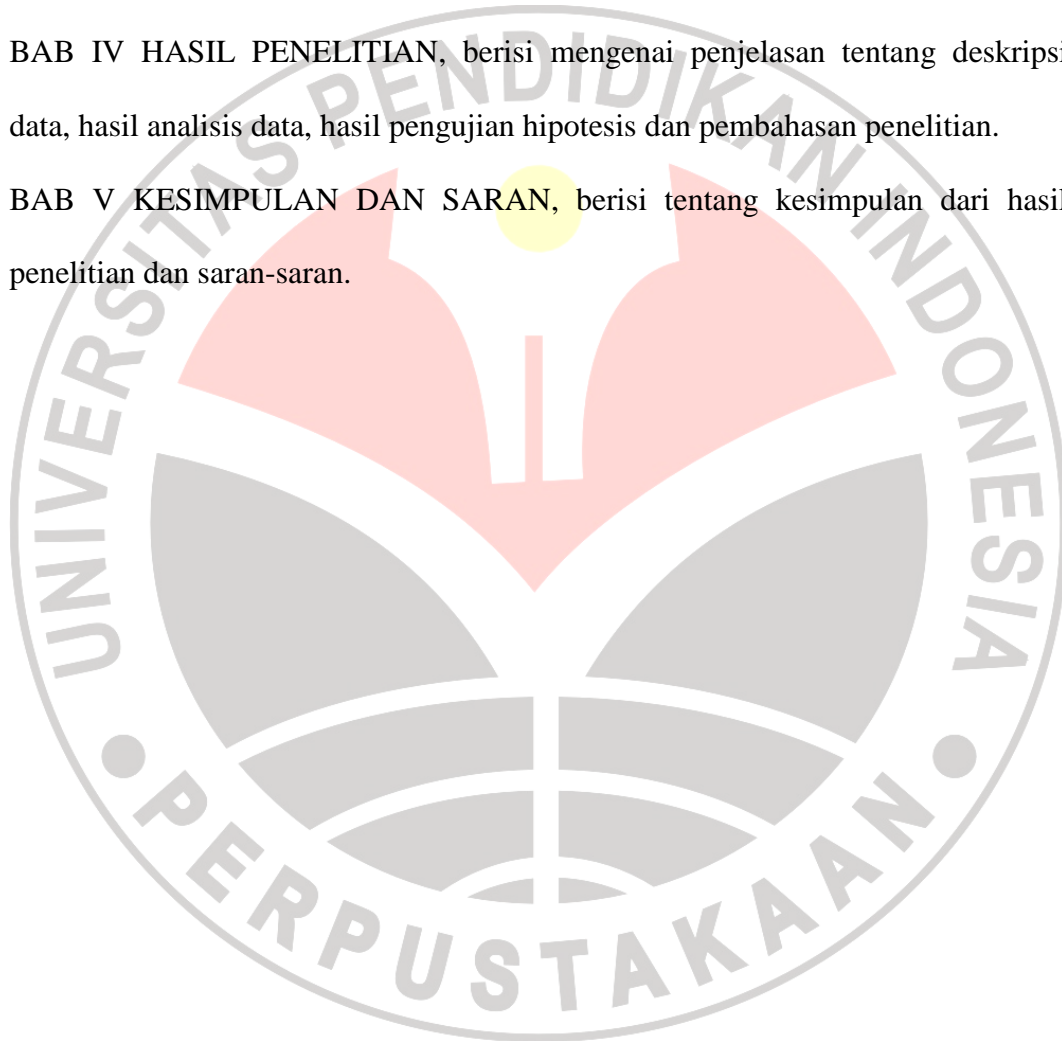 BAB IV HASIL PENELITIAN, berisi mengenai penjelasan tentang deskripsi
data, hasil analisis data, hasil pengujian hipotesis dan pembahasan penelitian.
BAB V KESIMPULAN DAN SARAN, berisi tentang kesimpulan dari hasil
penelitian dan saran-saran.
UNIVERSITAS PENDIDIKAN INDONESIA
PERPUSTAKAAN